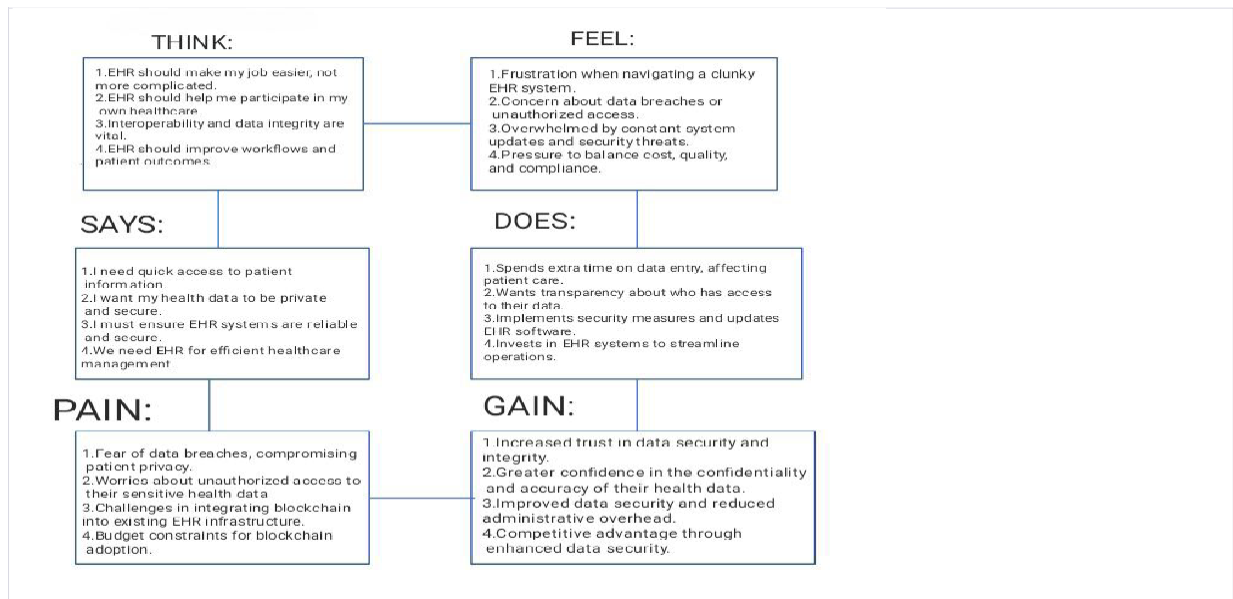 THINK:
1.EHR should make my job easier, not
more complicated.
2.EHR should help me participate in my
own healthcare
3.Interoperability and data integrity are
vital.
4.EHR should improve workflows and
patient outcomes
FEEL:
1.Frustration when navigating a clunky
EHR system.
2.Concern about data breaches or
unauthorized access.
3.Overwhelmed by constant system
updates and security threats.
4.Pressure to balance cost, quality,
and compliance.
SAYS:
1.I need quick access to patient
information
2.I want my health data to be private
and secure.
3.I must ensure EHR systems are reliable
and secure.
4.We need EHR for efficient healthcare
management
DOES:
1.Spends extra time on data entry, affecting
patient care.
2.Wants transparency about who has access
to their data.
3.Implements security measures and updates
EHR software.
4.Invests in EHR systems to streamline
operations.
PAIN:
1.Fear of data breaches, compromising
patient privacy.
2.Worries about unauthorized access to
their sensitive health data
3.Challenges in integrating blockchain
into existing EHR infrastructure.
4.Budget constraints for blockchain
adoption.
GAIN:
1.Increased trust in data security and
integrity.
2.Greater confidence in the confidentiality
and accuracy of their health data.
3.Improved data security and reduced
administrative overhead.
4.Competitive advantage through
enhanced data security.